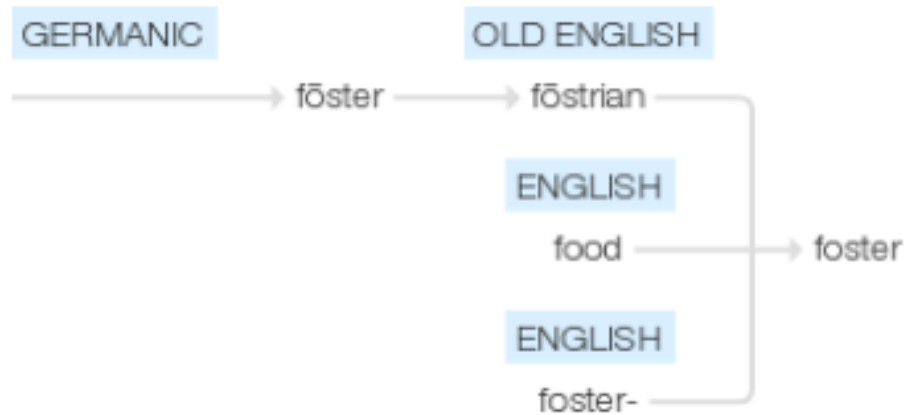 GERMANIC OLD ENGLISH
fōster fōstrian
ENGLISH
food foster
ENGLISH
foster-